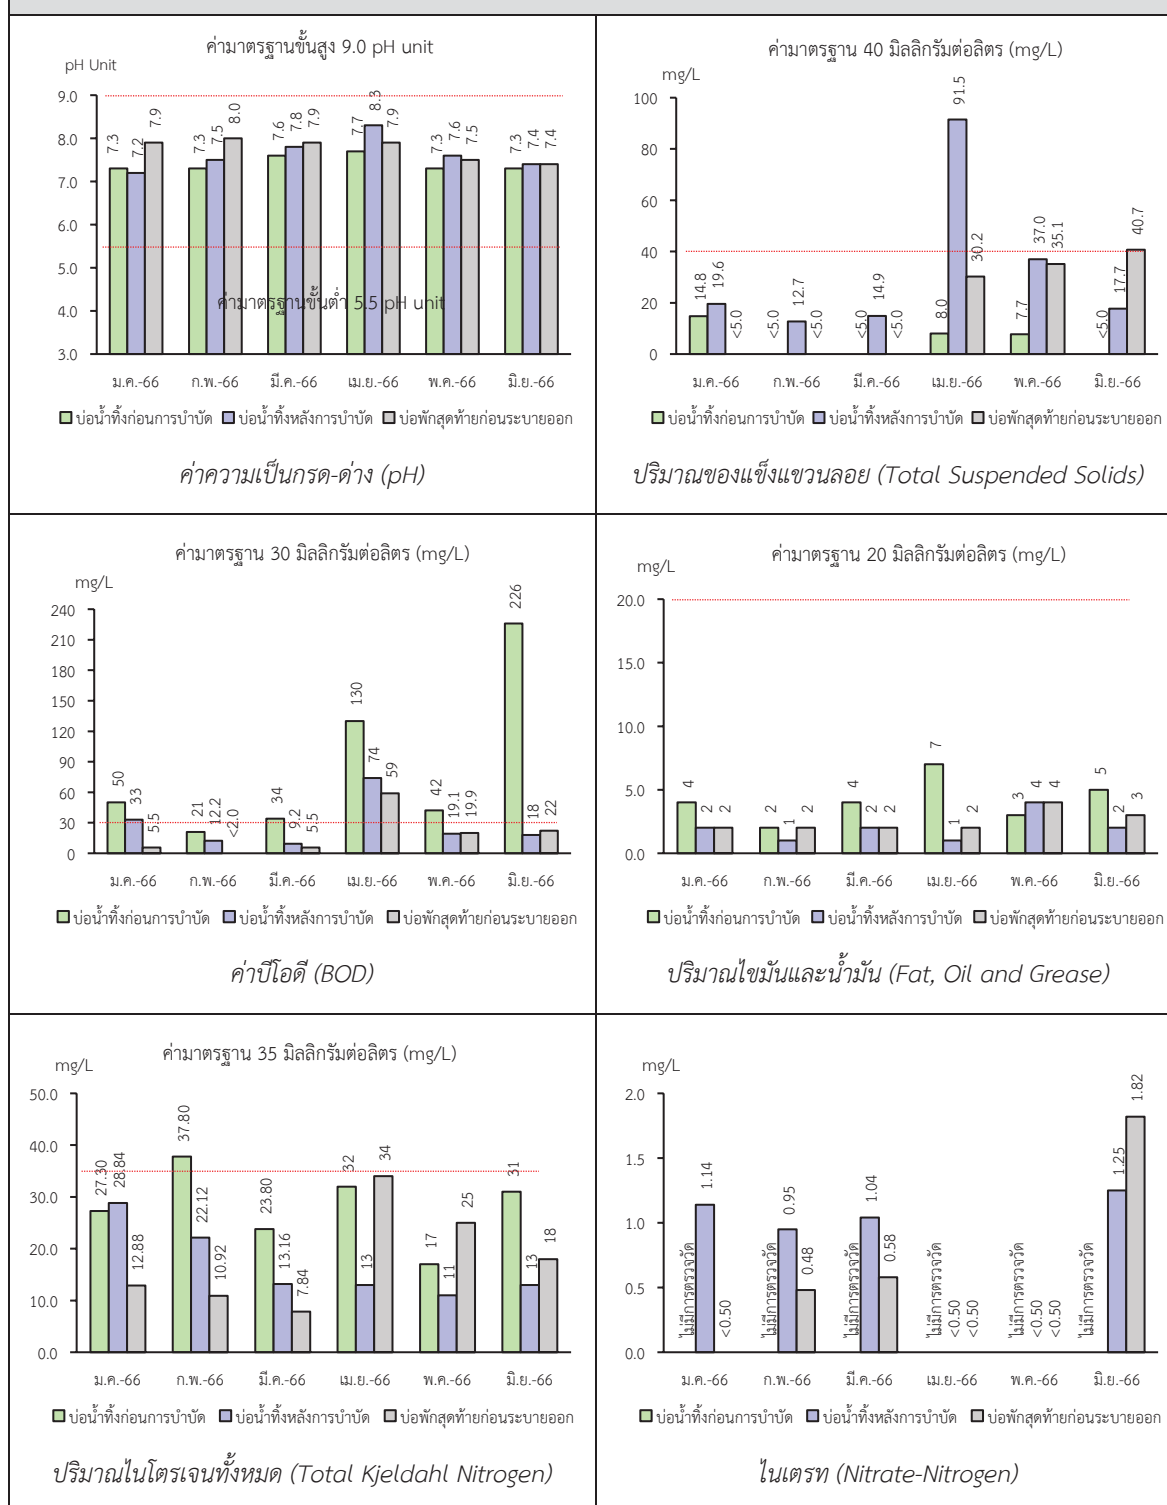 ค่ามาตรฐานขั้นสูง 9.0 pH unit
pH Unit
9.0
8.0
7.0
6.0
5.0
4.0
3.0
7.3 7.2 7.9 7.3 7.5 8.0 7.6 7.8 7.9 7.7 8.3 7.9 7.3 7.6 7.5 7.3 7.4 7.4
ค่ามาตรฐานขั้นต่ำ 5.5 pH unit
ม.ค.-66 ก.พ.-66 มี.ค.-66 เม.ย.-66 พ.ค.-66 มิ.ย.-66
บ่อน้ำทิ้งก่อนการบำบัด บ่อน้ำทิ้งหลังการบำบัด บ่อพักสุดท้ายก่อนระบายออก
ค่าความเป็นกรด-ด่าง (pH)
ค่ามาตรฐาน 40 มิลลิกรัมต่อลิตร (mg/L)
mg/L
100
80
60
40
20
0
14.8 19.6 <5.0 <5.0 12.7 <5.0 <5.0 14.9 <5.0 8.0 91.5 30.2 7.7 37.0 35.1 <5.0 17.7 40.7
ม.ค.-66 ก.พ.-66 มี.ค.-66 เม.ย.-66 พ.ค.-66 มิ.ย.-66
บ่อน้ำทิ้งก่อนการบำบัด บ่อน้ำทิ้งหลังการบำบัด บ่อพักสุดท้ายก่อนระบายออก
ปริมาณของแข็งแขวนลอย (Total Suspended Solids)
ค่ามาตรฐาน 30 มิลลิกรัมต่อลิตร (mg/L)
mg/L
240
210
180
150
120
90
60
30
0
50 33 5.5 21 12.2 <2.0 34 9.2 5.5 130 74 59 42 19.1 19.9 226 18 22
ม.ค.-66 ก.พ.-66 มี.ค.-66 เม.ย.-66 พ.ค.-66 มิ.ย.-66
บ่อน้ำทิ้งก่อนการบำบัด บ่อน้ำทิ้งหลังการบำบัด บ่อพักสุดท้ายก่อนระบายออก
ค่าบีโอดี (BOD)
ค่ามาตรฐาน 20 มิลลิกรัมต่อลิตร (mg/L)
mg/L
20.0
15.0
10.0
5.0
0.0
4 2 2 2 1 2 4 2 2 7 1 2 3 4 4 5 2 3
ม.ค.-66 ก.พ.-66 มี.ค.-66 เม.ย.-66 พ.ค.-66 มิ.ย.-66
บ่อน้ำทิ้งก่อนการบำบัด บ่อน้ำทิ้งหลังการบำบัด บ่อพักสุดท้ายก่อนระบายออก
ปริมาณไขมันและน้ำมัน (Fat, Oil and Grease)
ค่ามาตรฐาน 35 มิลลิกรัมต่อลิตร (mg/L)
mg/L
50.0
40.0
30.0
20.0
10.0
0.0
27.30 28.84 12.88 37.80 22.12 10.92 23.80 13.16 7.84 32 13 34 17 11 25 31 13 18
ม.ค.-66 ก.พ.-66 มี.ค.-66 เม.ย.-66 พ.ค.-66 มิ.ย.-66
บ่อน้ำทิ้งก่อนการบำบัด บ่อน้ำทิ้งหลังการบำบัด บ่อพักสุดท้ายก่อนระบายออก
ปริมาณไนโตรเจนทั้งหมด (Total Kjeldahl Nitrogen)
mg/L
2.0
1.5
1.0
0.5
0.0
ไม่มีการตรวจวัด 1.14 <0.50 ไม่มีการตรวจวัด 0.95 0.48 ไม่มีการตรวจวัด 1.04 0.58 ไม่มีการตรวจวัด <0.50 <0.50 ไม่มีการตรวจวัด <0.50 <0.50 ไม่มีการตรวจวัด 1.25 1.82
ม.ค.-66 ก.พ.-66 มี.ค.-66 เม.ย.-66 พ.ค.-66 มิ.ย.-66
บ่อน้ำทิ้งก่อนการบำบัด บ่อน้ำทิ้งหลังการบำบัด บ่อพักสุดท้ายก่อนระบายออก
ไนเตรท (Nitrate-Nitrogen)